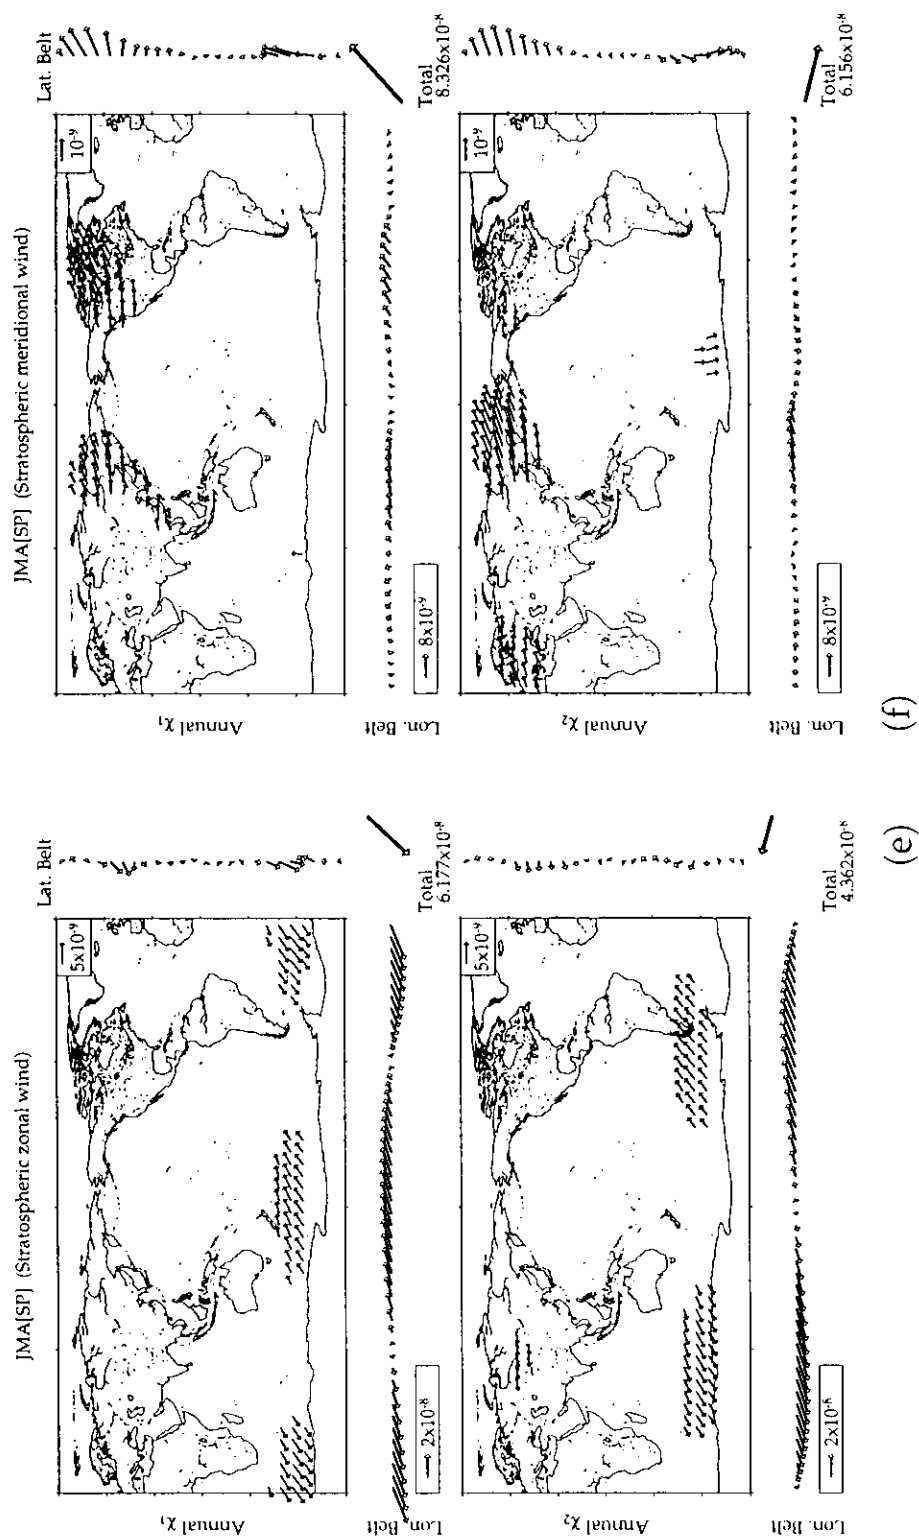 JMA[SP] (Stratospheric zonal wind)
Lat. Belt
5x10⁻⁹
Annual χ₁
Lon. Belt
2x10⁻⁸
Total
6.177x10⁻⁸
5x10⁻⁹
Annual χ₂
Lon. Belt
2x10⁻⁸
Total
4.362x10⁻⁸
(e)
JMA[SP] (Stratospheric meridional wind)
Lat. Belt
10⁻⁹
Annual χ₁
Lon. Belt
8x10⁻⁹
Total
8.326x10⁻⁸
10⁻⁹
Annual χ₂
Lon. Belt
8x10⁻⁹
Total
6.156x10⁻⁸
(f)